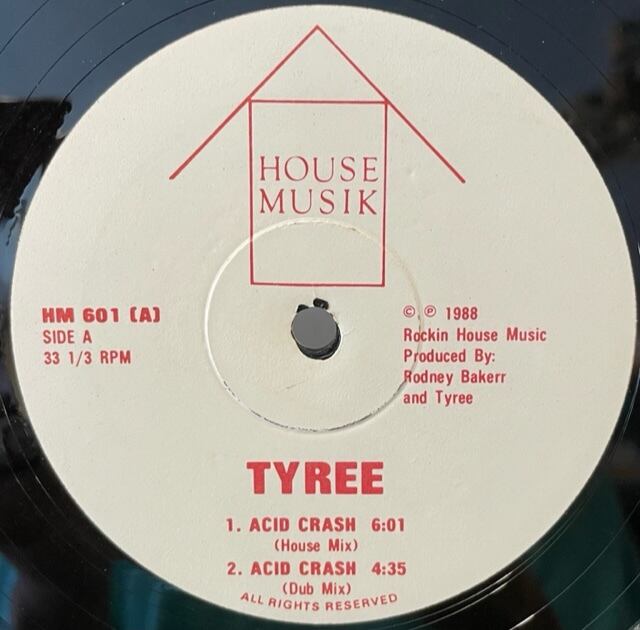 HOUSE
MUSIK
HM 601 (A)
SIDE A
33 1/3 RPM
© ℗ 1988
Rockin House Music
Produced By:
Rodney Bakerr
and Tyree
TYREE
1. ACID CRASH 6:01
(House Mix)
2. ACID CRASH 4:35
(Dub Mix)
ALL RIGHTS RESERVED